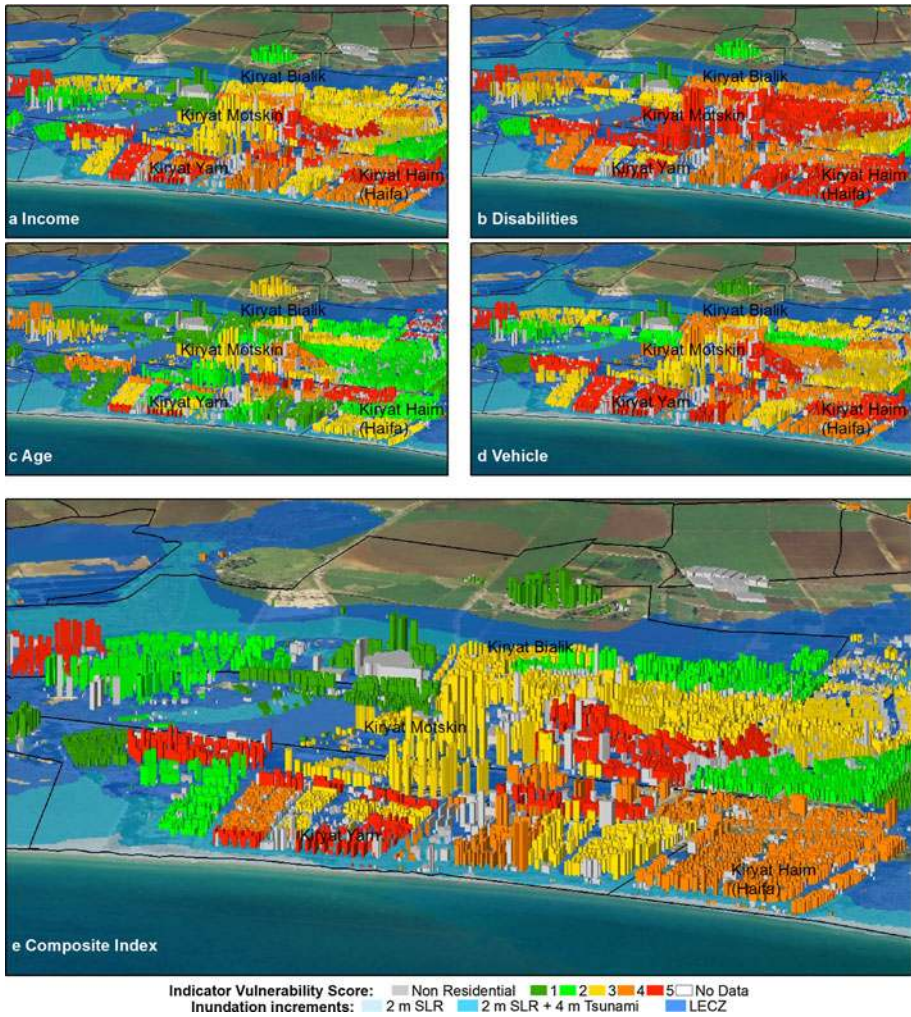 Kiryat Bialik
Kiryat Motskin
Kiryat Yam
Kiryat Haim
(Haifa)
a Income
Kiryat Bialik
Kiryat Motskin
Kiryat Yam
Kiryat Haim
(Haifa)
b Disabilities
Kiryat Bialik
Kiryat Motskin
Kiryat Yam
Kiryat Haim
(Haifa)
c Age
Kiryat Bialik
Kiryat Motskin
Kiryat Yam
Kiryat Haim
(Haifa)
d Vehicle
Kiryat Bialik
Kiryat Motskin
Kiryat Yam
Kiryat Haim
(Haifa)
e Composite Index
Indicator Vulnerability Score: Non Residential 1 2 3 4 5 No Data
Inundation increments: 2 m SLR 2 m SLR + 4 m Tsunami LECZ